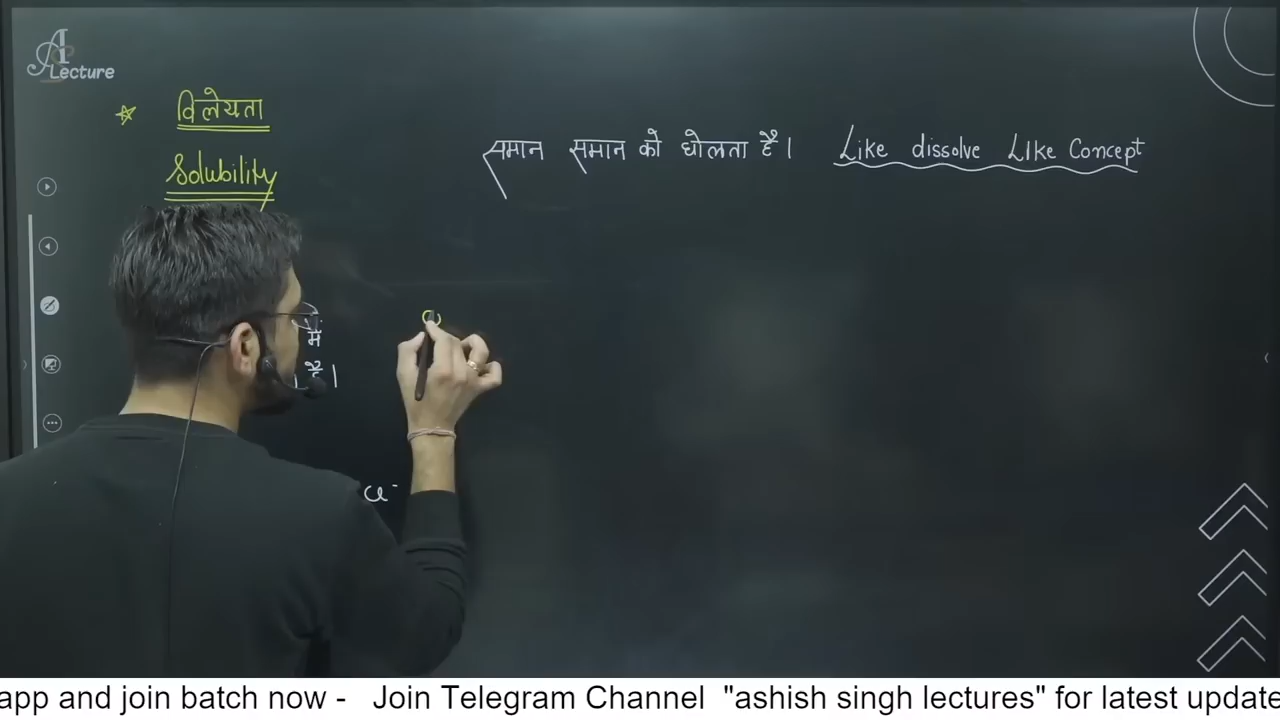 A Lecture
विलेयता
समान समान को घोलता है। Like dissolve LIke Concept
Solubility
में
है।
app and join batch now - Join Telegram Channel "ashish singh lectures" for latest update